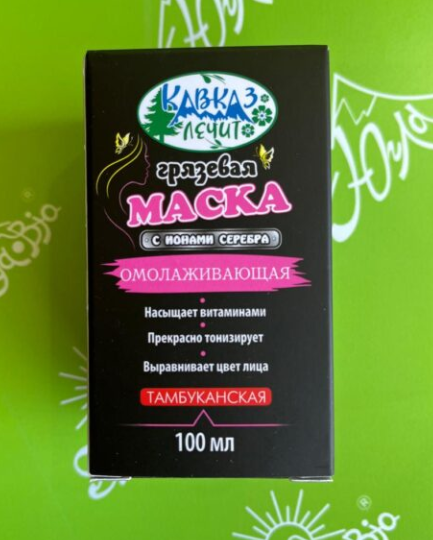 КАВКАЗ
ЛЕЧИТ
грязевая
МАСКА
С ИОНАМИ СЕРЕБРА
ОМОЛАЖИВАЮЩАЯ
• Насыщает витаминами
• Прекрасно тонизирует
• Выравнивает цвет лица
ТАМБУКАНСКАЯ
100 мл